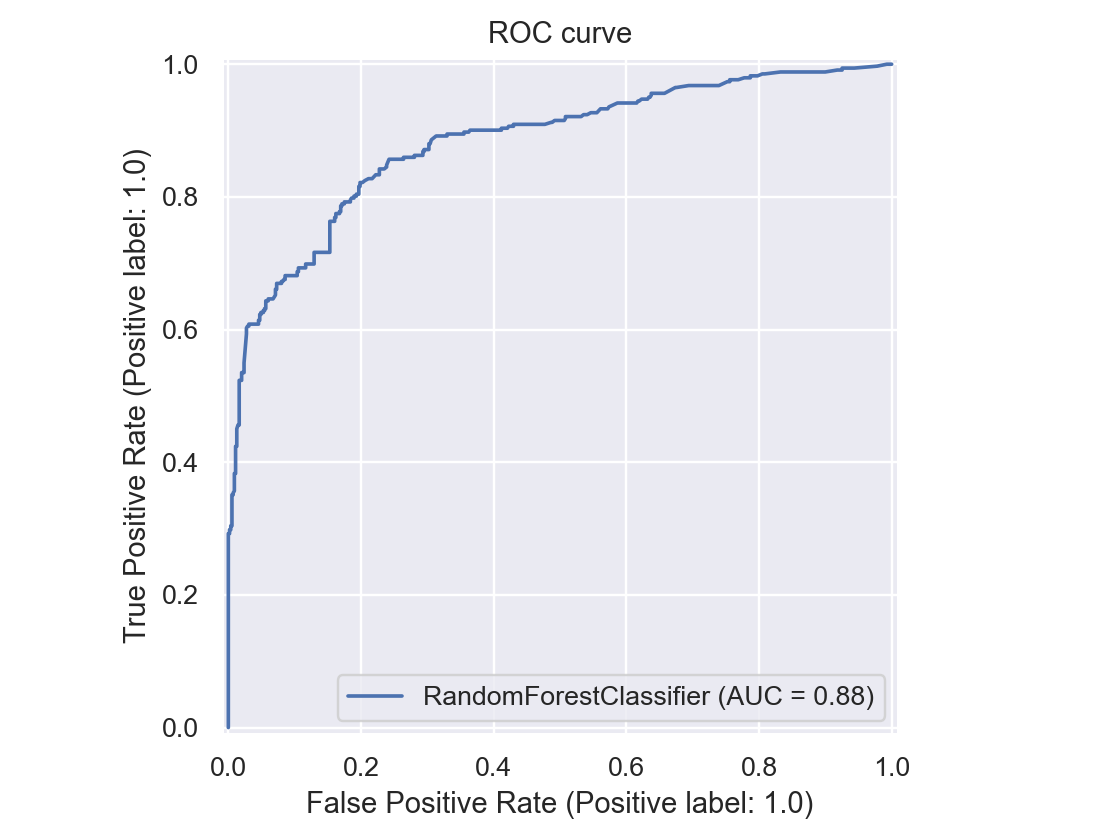 ROC curve
True Positive Rate (Positive label: 1.0)
1.0
0.8
0.6
0.4
0.2
0.0
RandomForestClassifier (AUC = 0.88)
0.0 0.2 0.4 0.6 0.8 1.0
False Positive Rate (Positive label: 1.0)